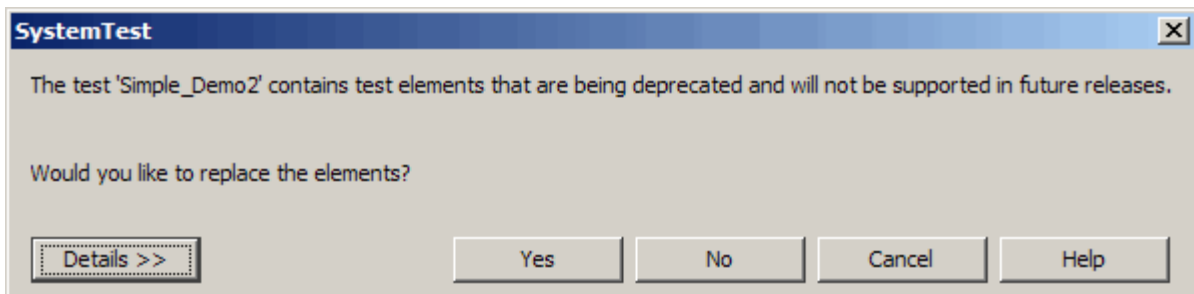 SystemTest
The test 'Simple_Demo2' contains test elements that are being deprecated and will not be supported in future releases.
Would you like to replace the elements?
Details >> Yes No Cancel Help